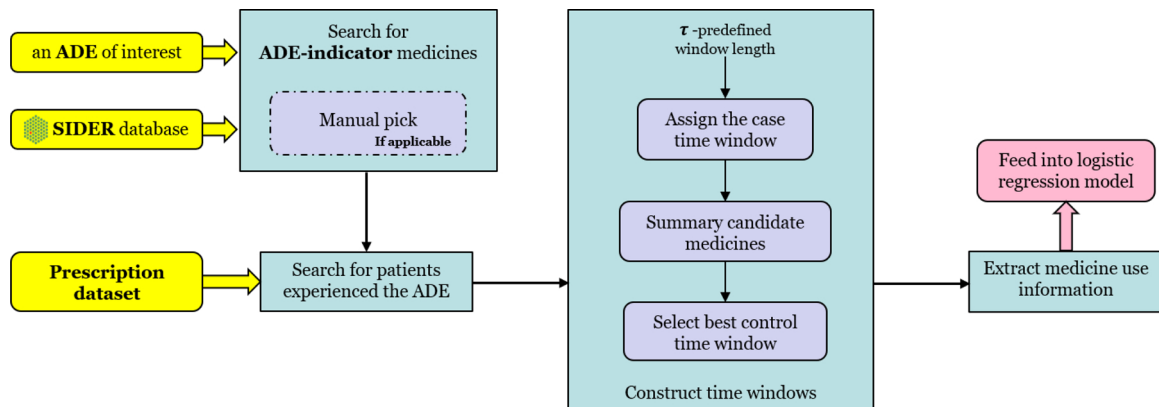 an ADE of interest
SIDER database
Search for
ADE-indicator medicines
Manual pick
If applicable
Prescription
dataset
Search for patients
experienced the ADE
τ -predefined
window length
Assign the case
time window
Summary candidate
medicines
Select best control
time window
Construct time windows
Feed into logistic
regression model
Extract medicine use
information